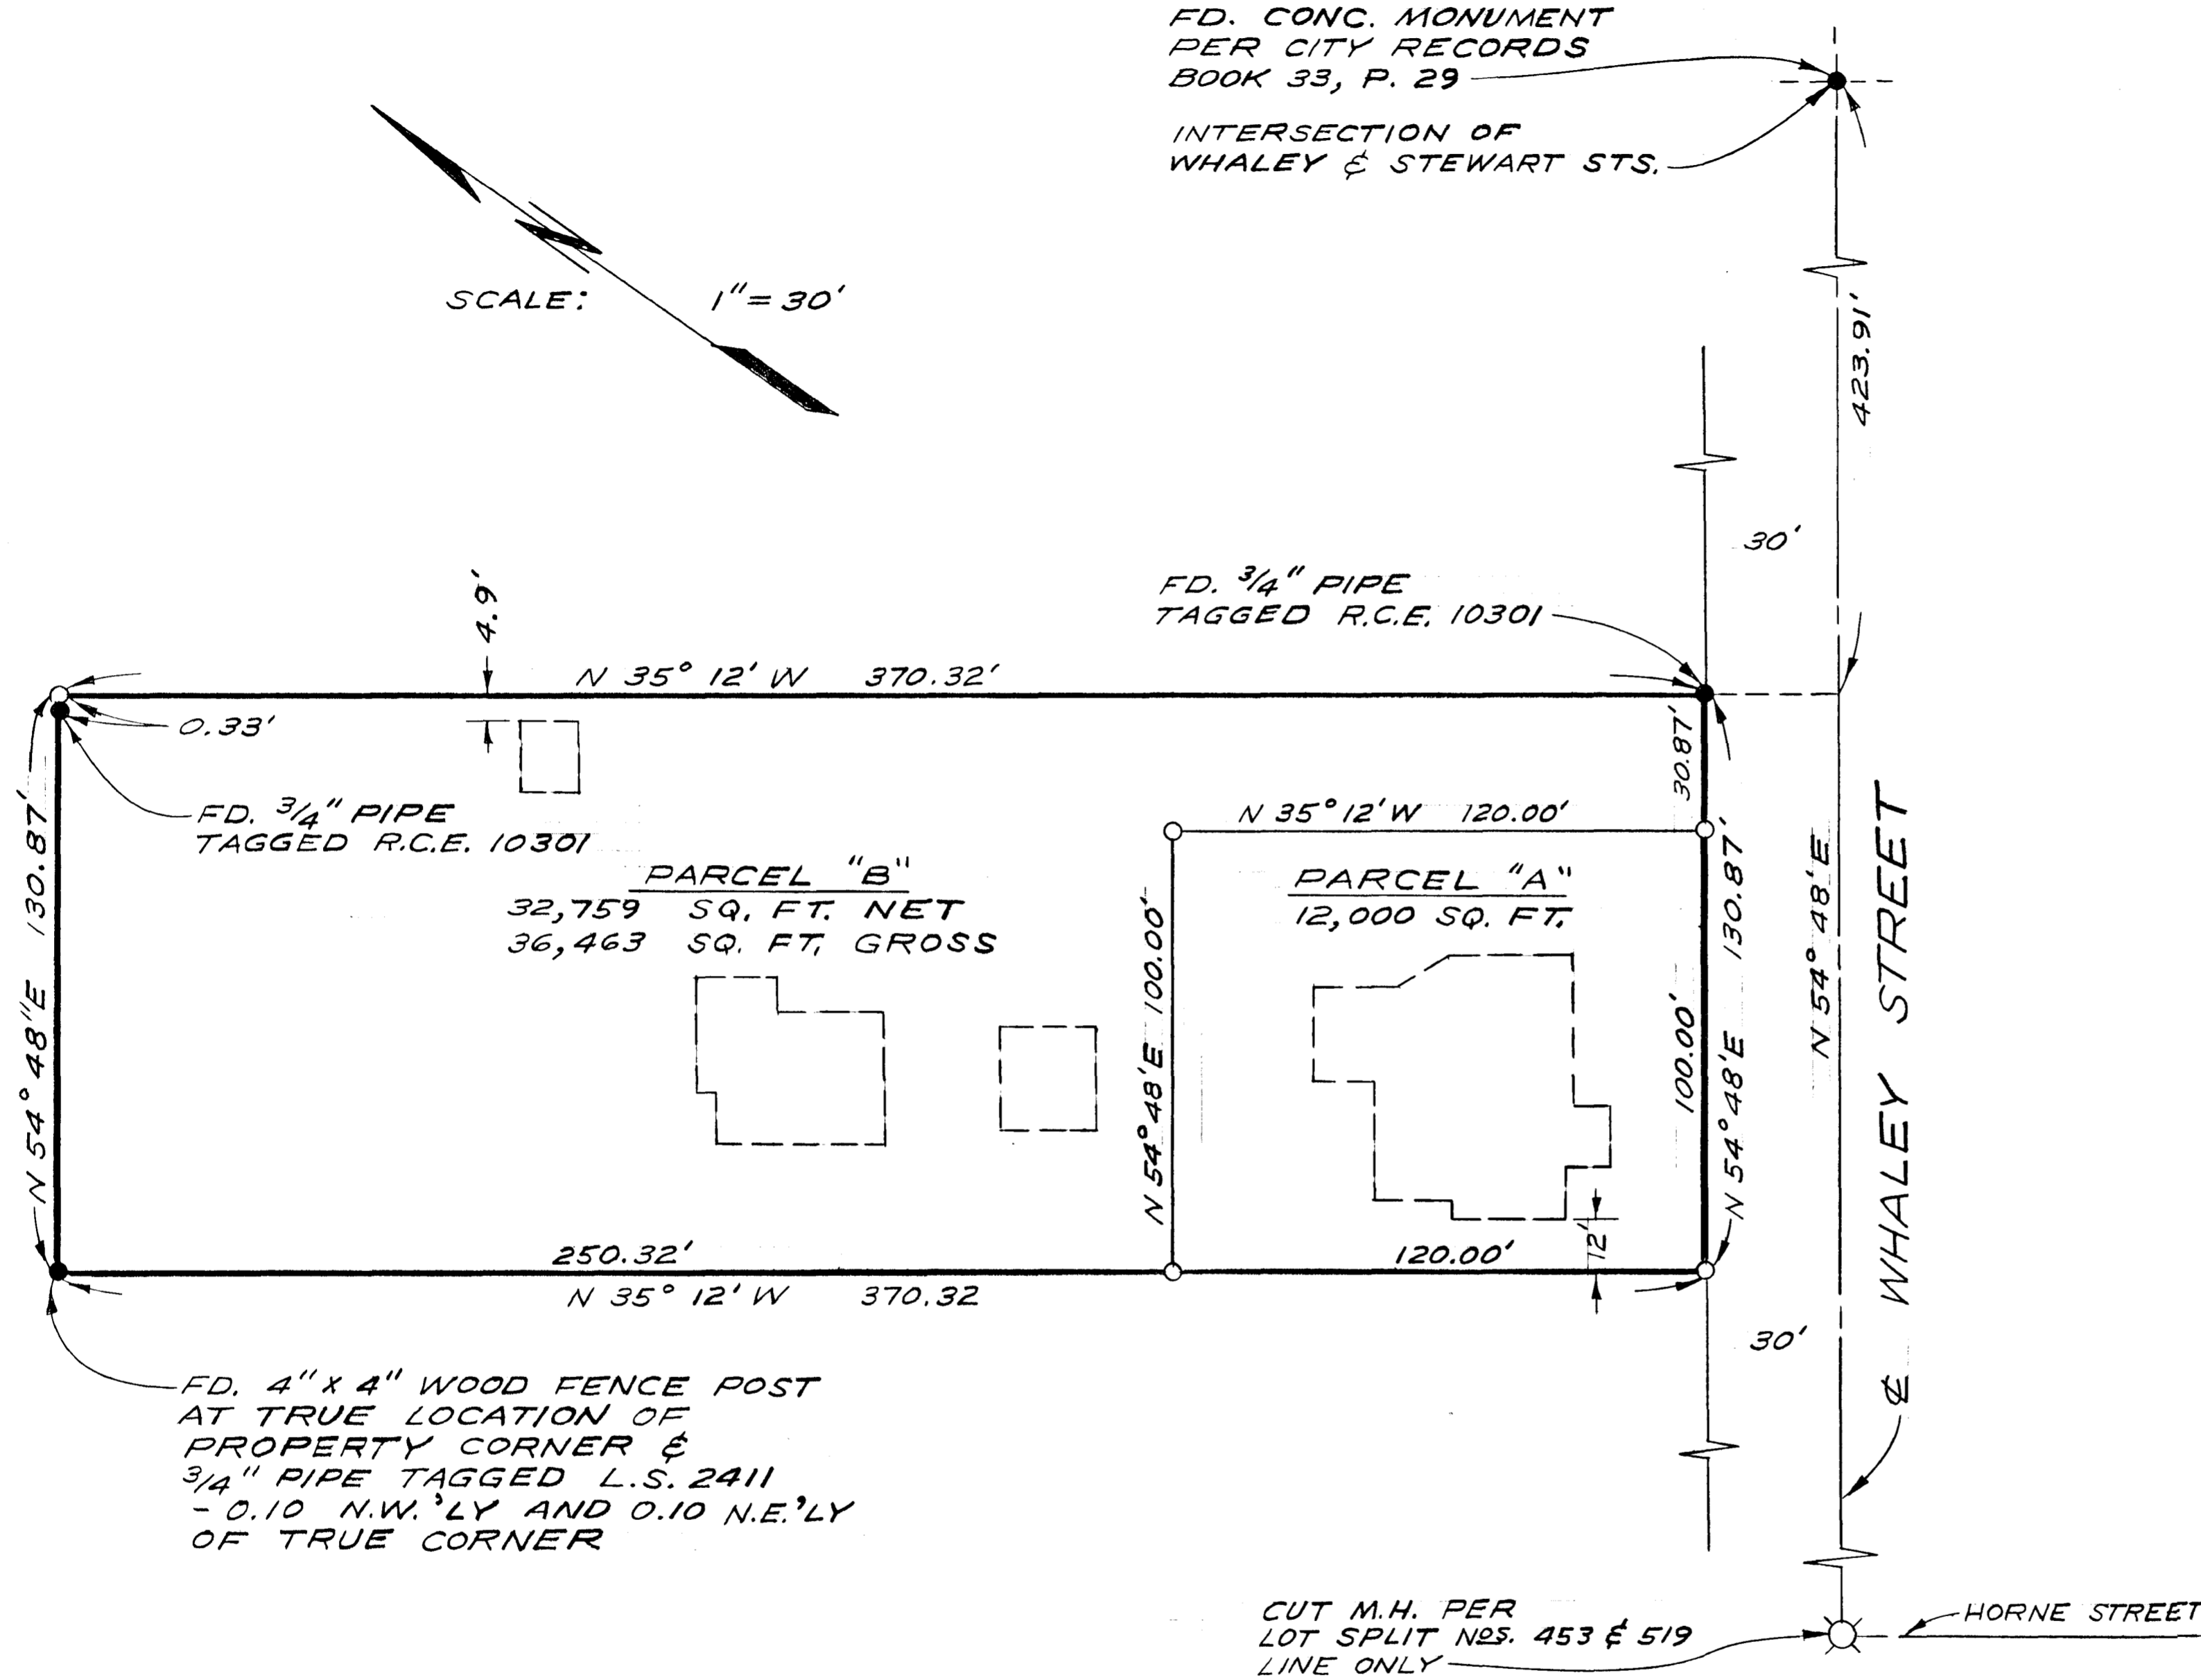 FD. CONC. MONUMENT
PER CITY RECORDS
BOOK 33, P. 29
INTERSECTION OF
WHALEY & STEWART STS.
N
SCALE: 1" = 30'
423.91'
30'
FD. 3/4" PIPE
TAGGED R.C.E. 10301
4.9'
N 35° 12' W 370.32'
0.33'
30.87'
FD. 3/4" PIPE
TAGGED R.C.E. 10301
N 35° 12' W 120.00'
PARCEL "B"
32,759 SQ. FT. NET
36,463 SQ. FT. GROSS
PARCEL "A"
12,000 SQ. FT.
N 54° 48" E 130.87'
N 54° 48' E 100.00'
100.00'
N 54° 48' E 130.87'
N 54° 48' E
℄ WHALEY STREET
12'
250.32'
120.00'
N 35° 12' W 370.32
30'
FD. 4" X 4" WOOD FENCE POST
AT TRUE LOCATION OF
PROPERTY CORNER &
3/4" PIPE TAGGED L.S. 2411
- 0.10 N.W.'LY AND 0.10 N.E.'LY
OF TRUE CORNER
CUT M.H. PER
LOT SPLIT NOS. 453 & 519
LINE ONLY
HORNE STREET